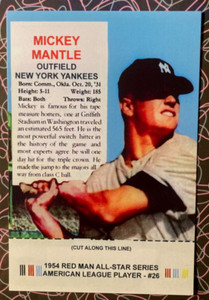 MICKEY
MANTLE
OUTFIELD
NEW YORK YANKEES
Born: Comm., Okla. Oct. 20, '31
Height: 5-11 Weight: 185
Bats: Both Throws: Right
Mickey is famous for his tape
measure homers, one at Griffith
Stadium in Washington traveled
an estimated 565 feet. He is the
most powerful switch hitter in
the history of the game and
most experts agree he will one
day hit for the triple crown. He
made the jump to the majors all
way from class C ball.
(CUT ALONG THIS LINE)
1954 RED MAN ALL-STAR SERIES
AMERICAN LEAGUE PLAYER - #26